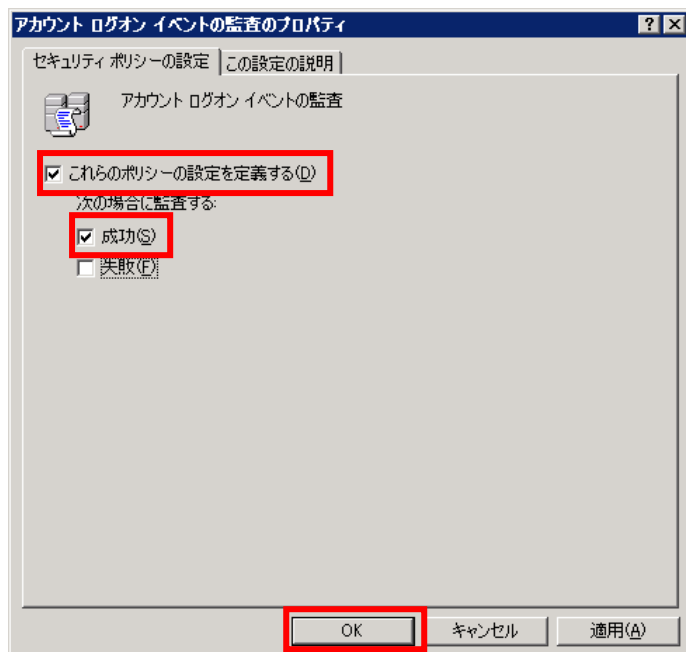 アカウント ログオン イベントの監査のプロパティ
セキュリティ ポリシーの設定 この設定の説明
アカウント ログオン イベントの監査
これらのポリシーの設定を定義する(D)
次の場合に監査する:
成功(S)
失敗(F)
OK キャンセル 適用(A)